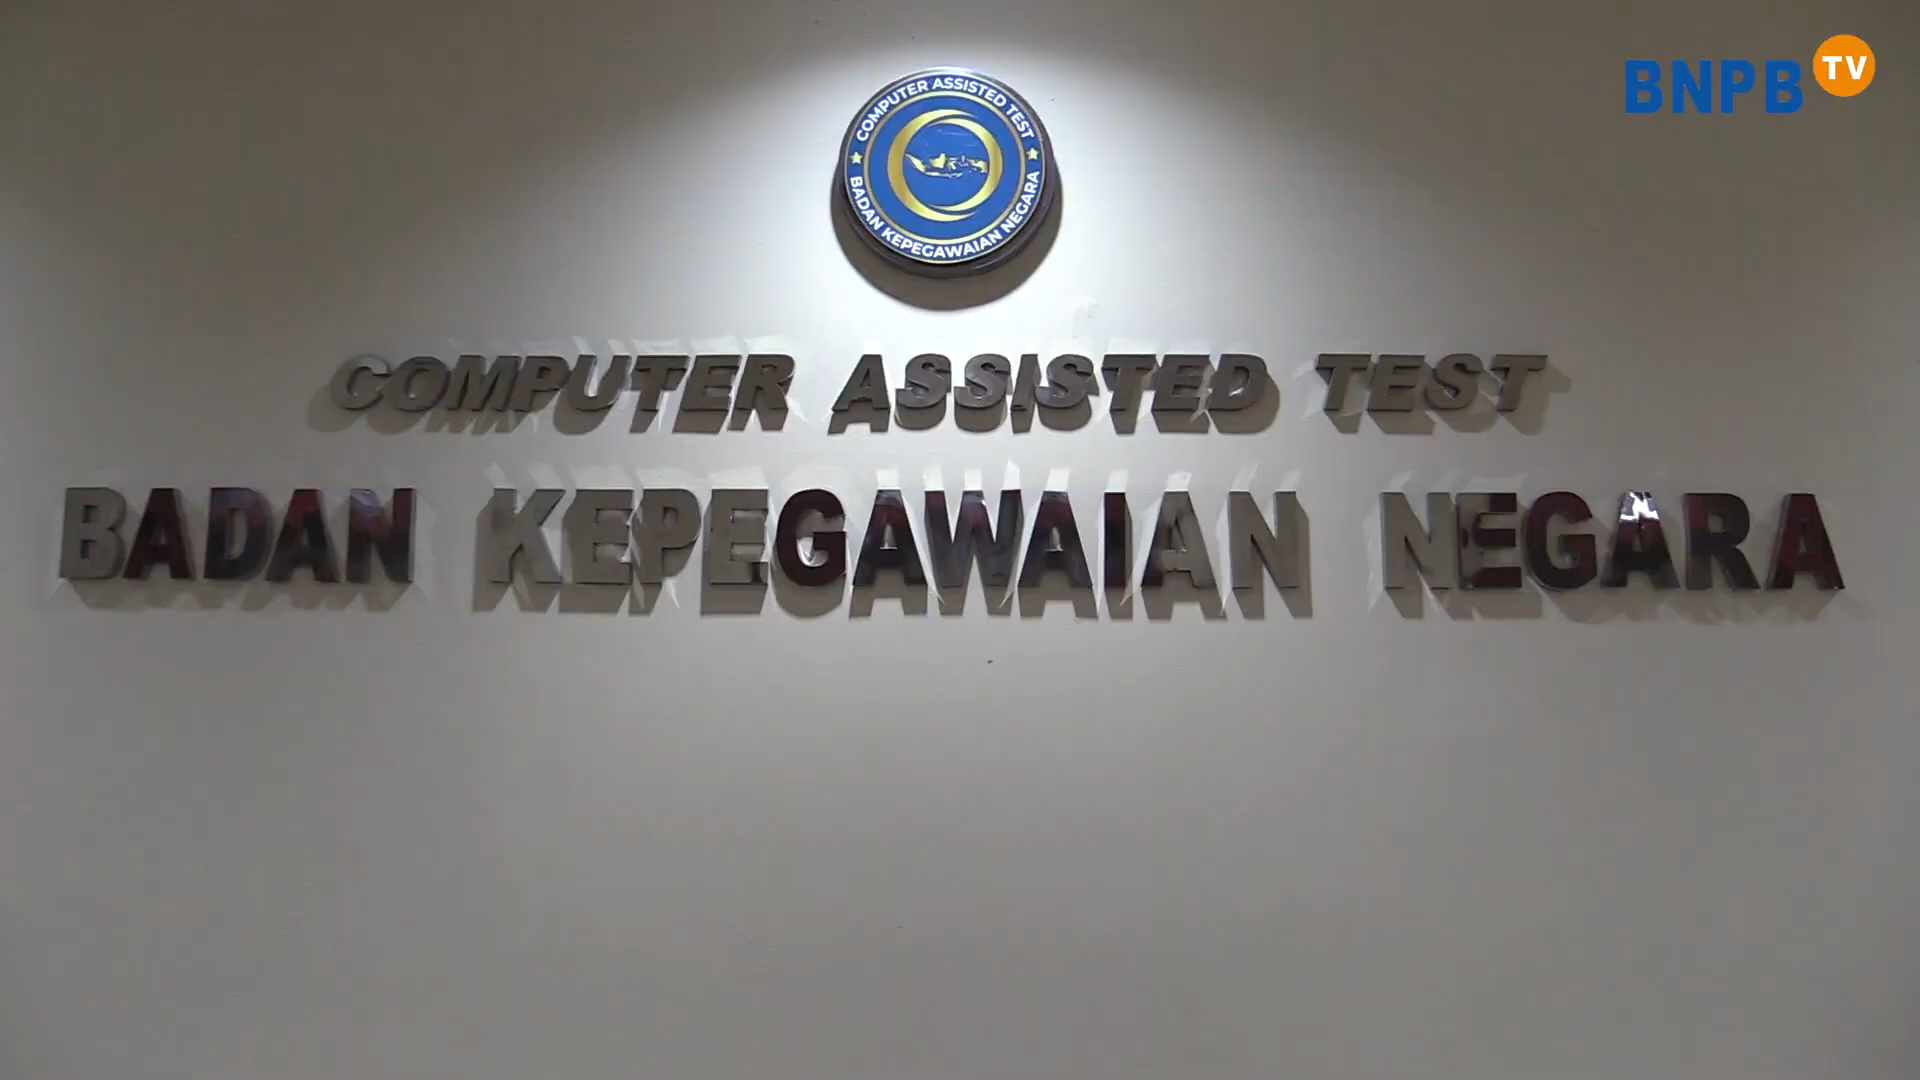 BNPB TV
COMPUTER ASSISTED TEST
BADAN KEPEGAWAIAN NEGARA
COMPUTER ASSISTED TEST
BADAN KEPEGAWAIAN NEGARA